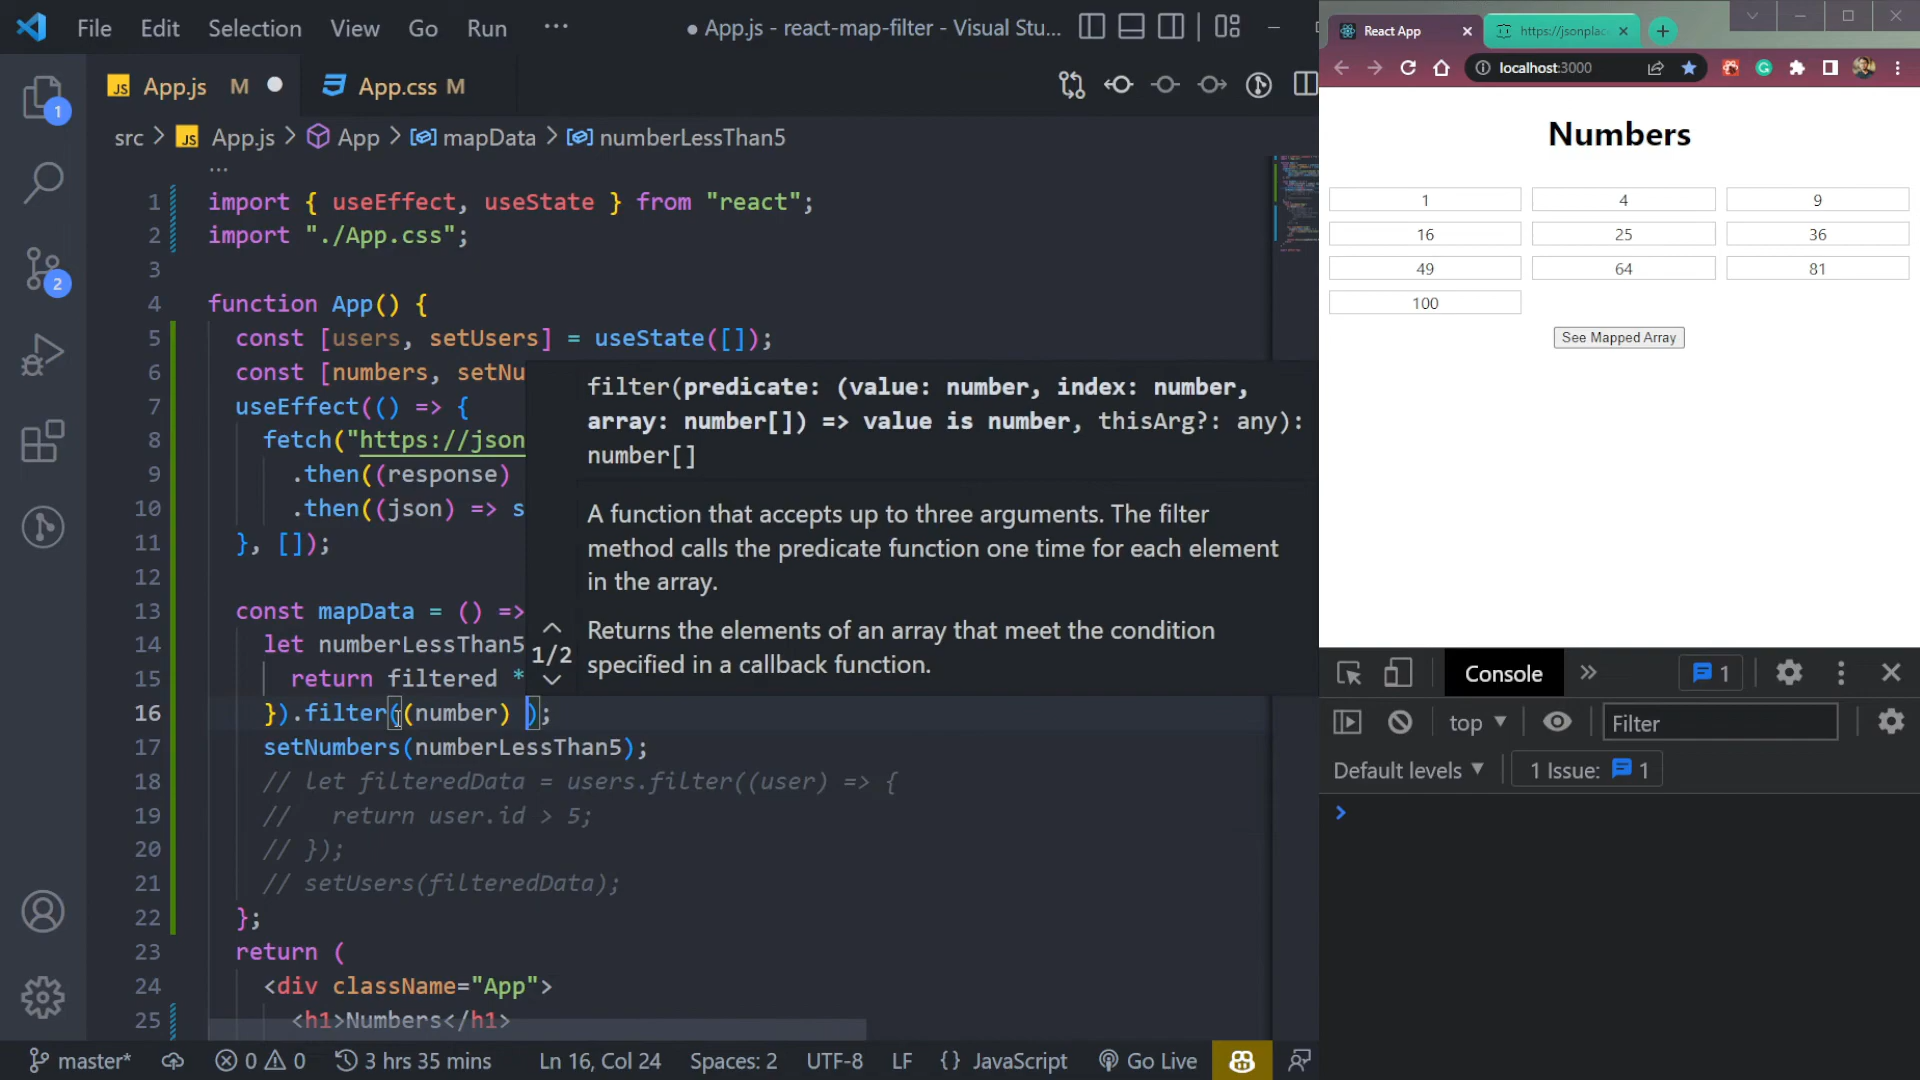 File Edit Selection View Go Run ···
● App.js - react-map-filter - Visual Stu...
App.js M ●
App.css M
src > App.js > App > mapData > numberLessThan5
···
1 import { useEffect, useState } from "react";
2 import "./App.css";
3
4 function App() {
5 const [users, setUsers] = useState([]);
6 const [numbers, setNu
7 useEffect(() => {
8 fetch("https://json
9 .then((response)
10 .then((json) => s
11 }, []);
12
13 const mapData = () =>
14 let numberLessThan5
15 return filtered *
16 }).filter((number) );
17 setNumbers(numberLessThan5);
18 // let filteredData = users.filter((user) => {
19 // return user.id > 5;
20 // });
21 // setUsers(filteredData);
22 };
23 return (
24 <div className="App">
25 <h1>Numbers</h1>
filter(predicate: (value: number, index: number,
array: number[]) => value is number, thisArg?: any):
number[]
A function that accepts up to three arguments. The filter
method calls the predicate function one time for each element
in the array.
1/2
Returns the elements of an array that meet the condition
specified in a callback function.
1
2
master* 0 0 3 hrs 35 mins Ln 16, Col 24 Spaces: 2 UTF-8 LF {} JavaScript Go Live
React App
https://jsonplac
localhost:3000
Numbers
1 4 9
16 25 36
49 64 81
100
See Mapped Array
Console » 1
top Filter
Default levels 1 Issue: 1